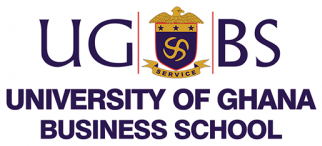 UG BS
SERVICE
UNIVERSITY OF GHANA
BUSINESS SCHOOL